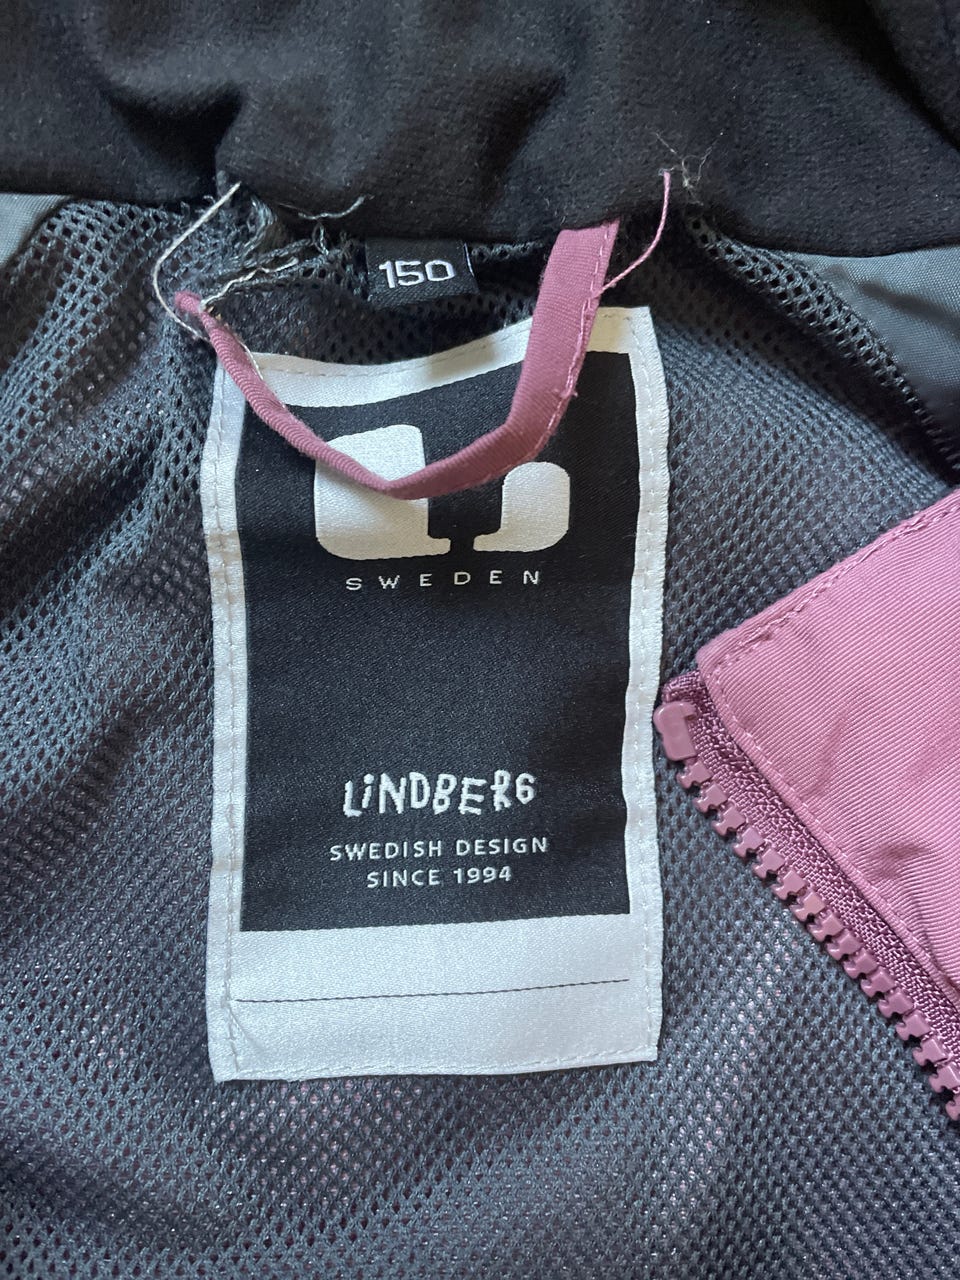 150
SWEDEN
LINDBERG
SWEDISH DESIGN
SINCE 1994